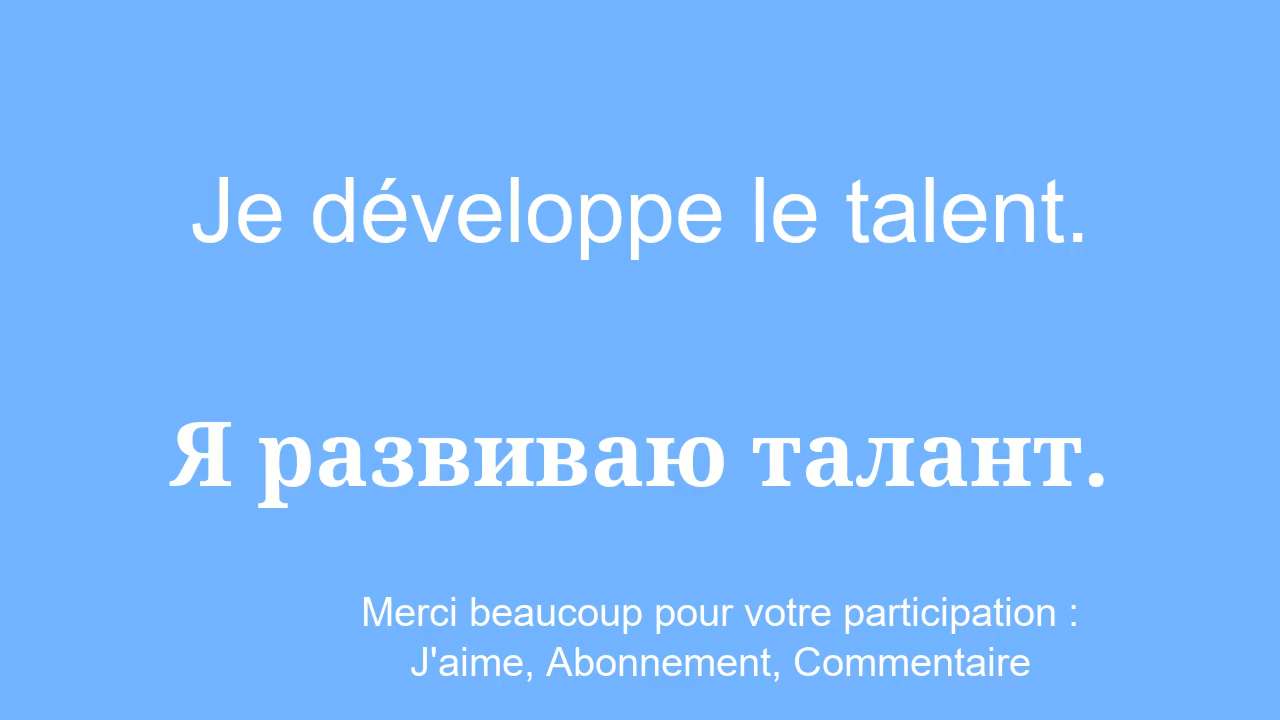 Je développe le talent.
Я развиваю талант.
Merci beaucoup pour votre participation :
J'aime, Abonnement, Commentaire